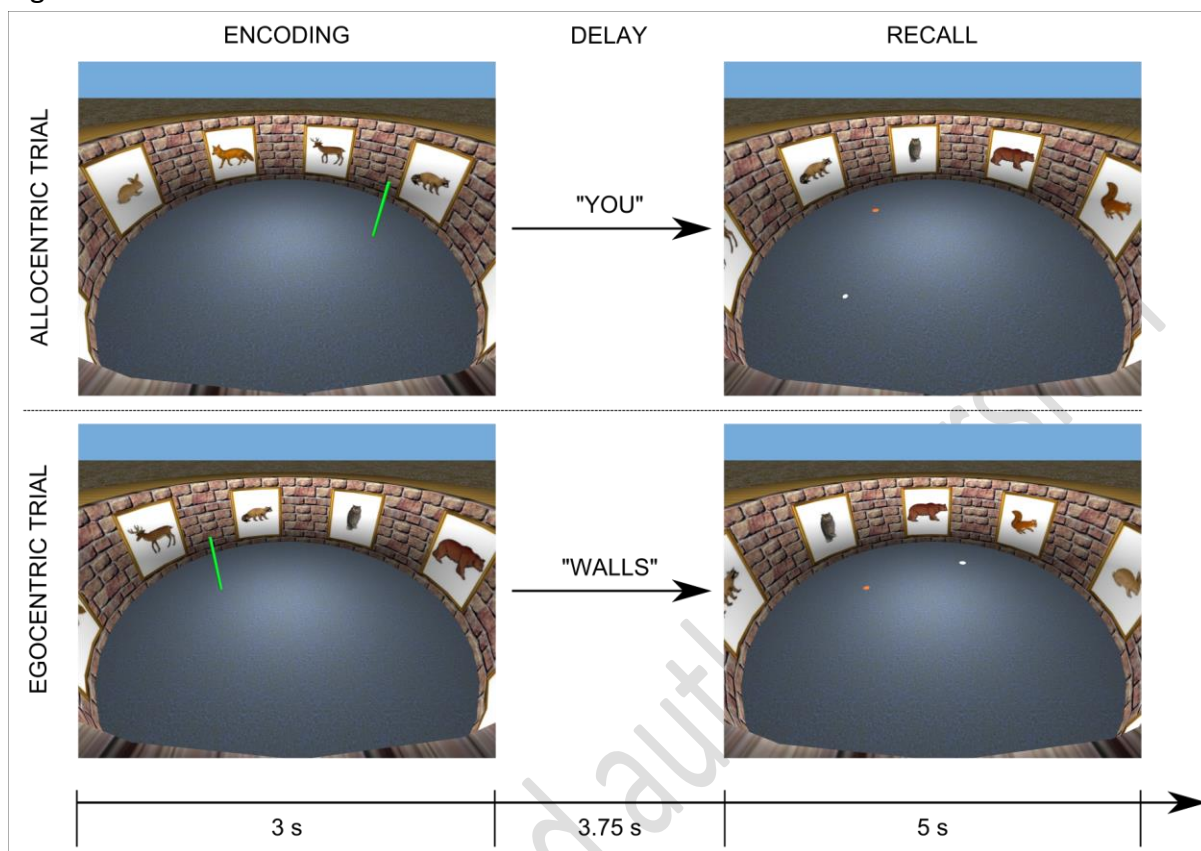 ENCODING DELAY RECALL
ALLOCENTRIC TRIAL
"YOU"
EGOCENTRIC TRIAL
"WALLS"
3 s 3.75 s 5 s